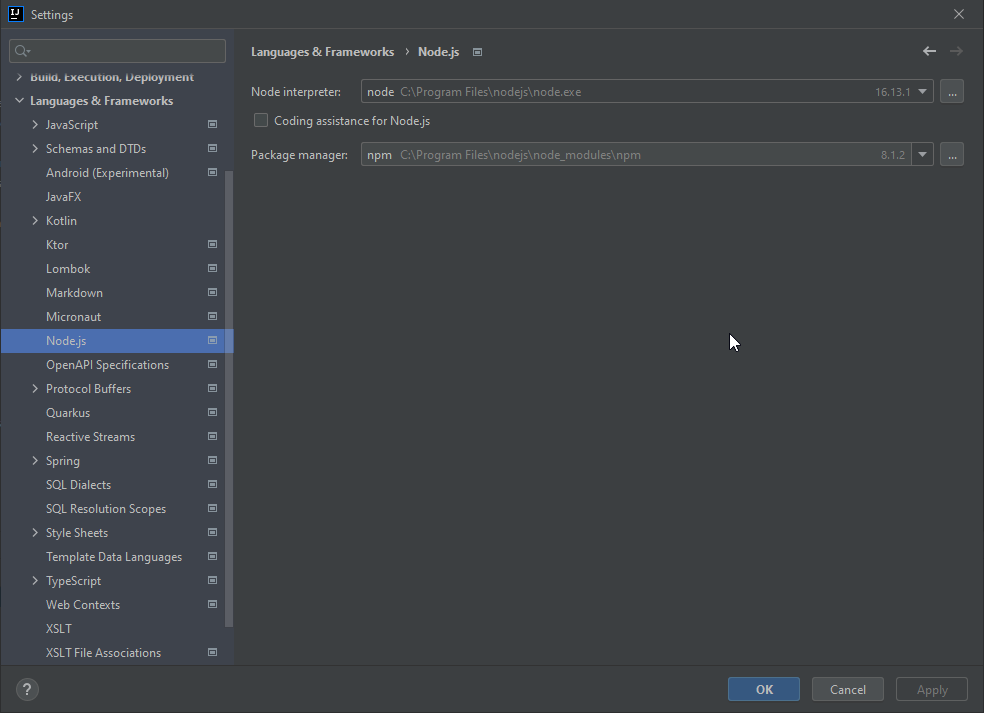 IJ Settings
Build, Execution, Deployment
Languages & Frameworks
JavaScript
Schemas and DTDs
Android (Experimental)
JavaFX
Kotlin
Ktor
Lombok
Markdown
Micronaut
Node.js
OpenAPI Specifications
Protocol Buffers
Quarkus
Reactive Streams
Spring
SQL Dialects
SQL Resolution Scopes
Style Sheets
Template Data Languages
TypeScript
Web Contexts
XSLT
XSLT File Associations
Languages & Frameworks › Node.js
Node interpreter: node C:\Program Files\nodejs\node.exe 16.13.1 ...
Coding assistance for Node.js
Package manager: npm C:\Program Files\nodejs\node_modules\npm 8.1.2 ...
? OK Cancel Apply